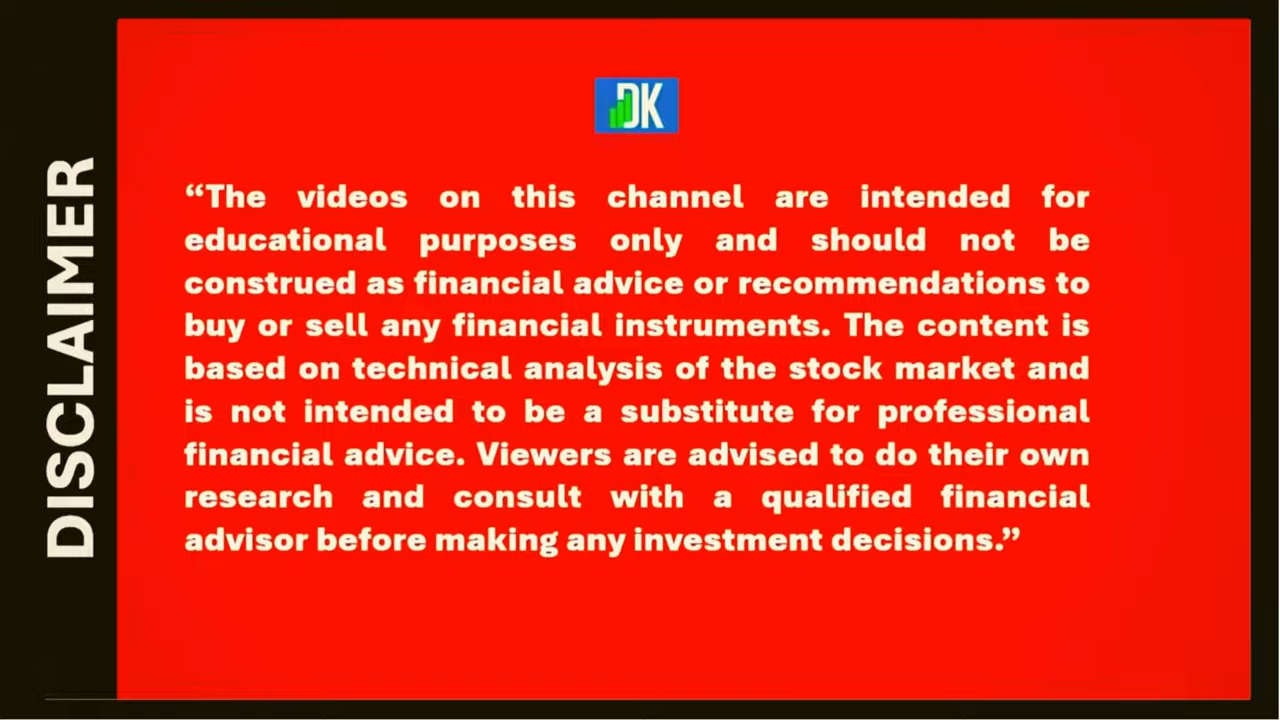 DISCLAIMER
DK
“The videos on this channel are intended for
educational purposes only and should not be
construed as financial advice or recommendations to
buy or sell any financial instruments. The content is
based on technical analysis of the stock market and
is not intended to be a substitute for professional
financial advice. Viewers are advised to do their own
research and consult with a qualified financial
advisor before making any investment decisions.”